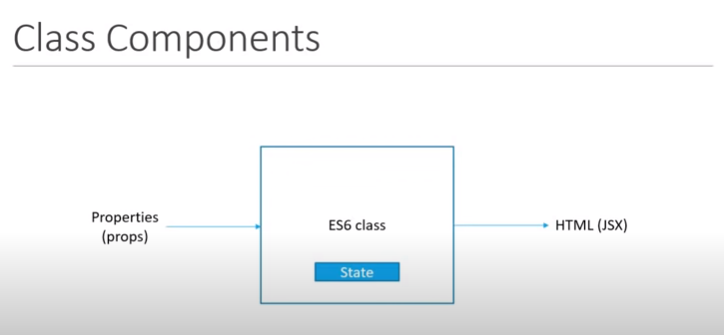 Class Components
Properties
(props)
ES6 class
State
HTML (JSX)